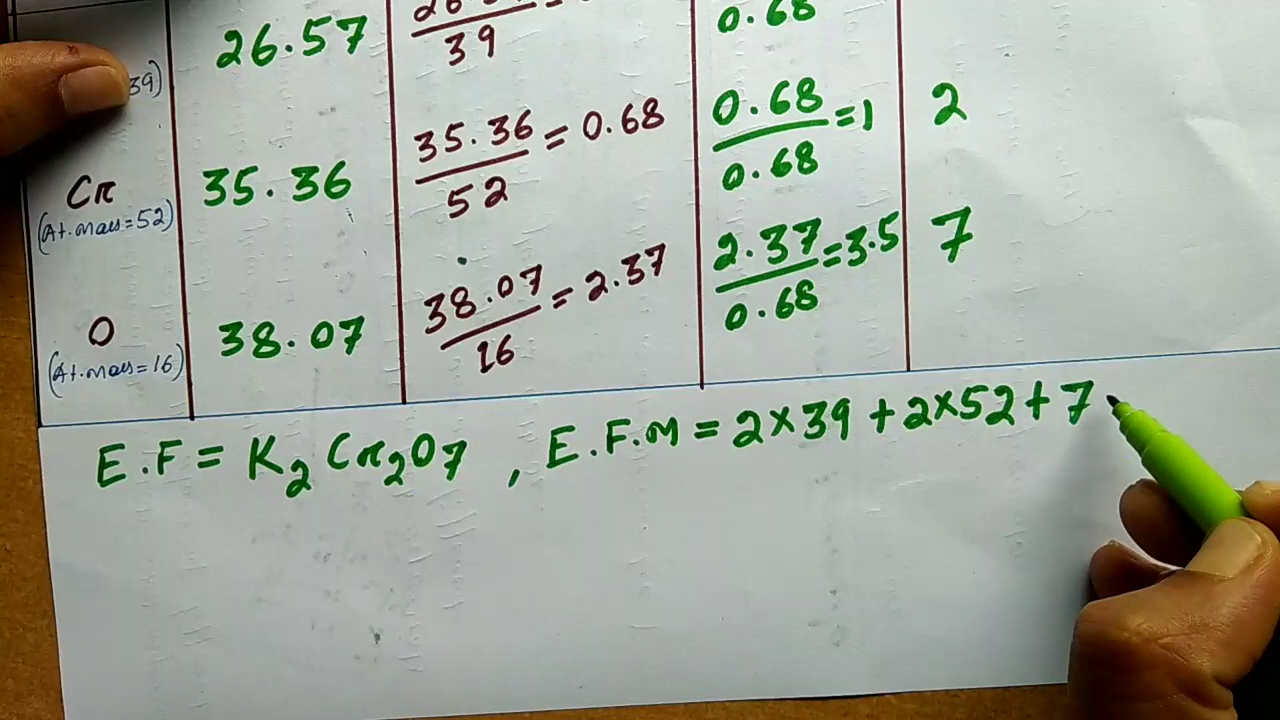 26.57 39 0.68
39)
Cr 35.36 35.36/52 = 0.68 0.68/0.68 = 1 2
(At.mass=52)
O 38.07 38.07/16 = 2.37 2.37/0.68 = 3.5 7
(At.mass=16)
E.F = K2Cr2O7 , E.F.M = 2×39 + 2×52 + 7